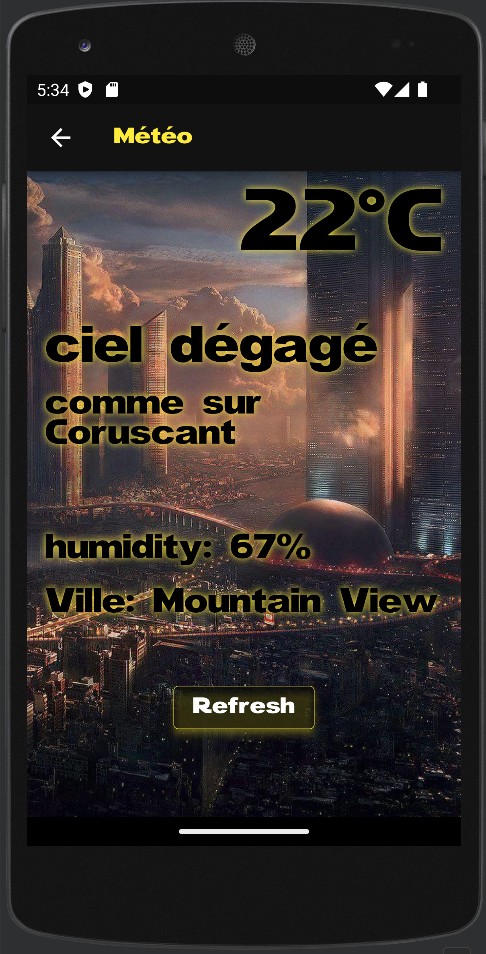 5:34
Météo
22°C
ciel dégagé
comme sur
Coruscant
humidity: 67%
Ville: Mountain View
Refresh